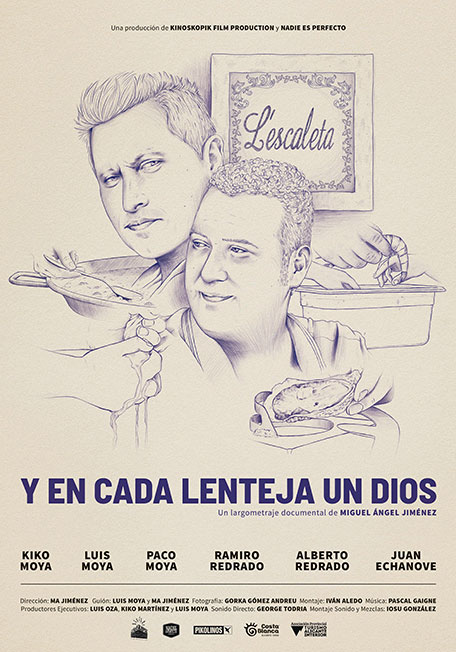 Una producción de KINOSKOPIK FILM PRODUCTION y NADIE ES PERFECTO
L'escaleta
Y EN CADA LENTEJA UN DIOS
Un largometraje documental de MIGUEL ÁNGEL JIMÉNEZ
KIKO MOYA
LUIS MOYA
PACO MOYA
RAMIRO REDRADO
ALBERTO REDRADO
JUAN ECHANOVE
Dirección: MA JIMÉNEZ Guión: LUIS MOYA y MA JIMÉNEZ Fotografía: GORKA GÓMEZ ANDREU Montaje: IVÁN ALEDO Música: PASCAL GAIGNE
Productores Ejecutivos: LUIS OZA, KIKO MARTÍNEZ y LUIS MOYA Sonido Directo: GEORGE TODRIA Montaje Sonido y Mezclas: IOSU GONZÁLEZ
PIKOLINOS
Costa Blanca
TURISMO
INTERIOR